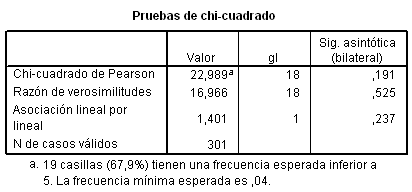 Pruebas de chi-cuadrado
Valor gl Sig. asintótica (bilateral)
Chi-cuadrado de Pearson 22,989a 18 ,191
Razón de verosimilitudes 16,966 18 ,525
Asociación lineal por lineal 1,401 1 ,237
N de casos válidos 301
a. 19 casillas (67,9%) tienen una frecuencia esperada inferior a
5. La frecuencia mínima esperada es ,04.